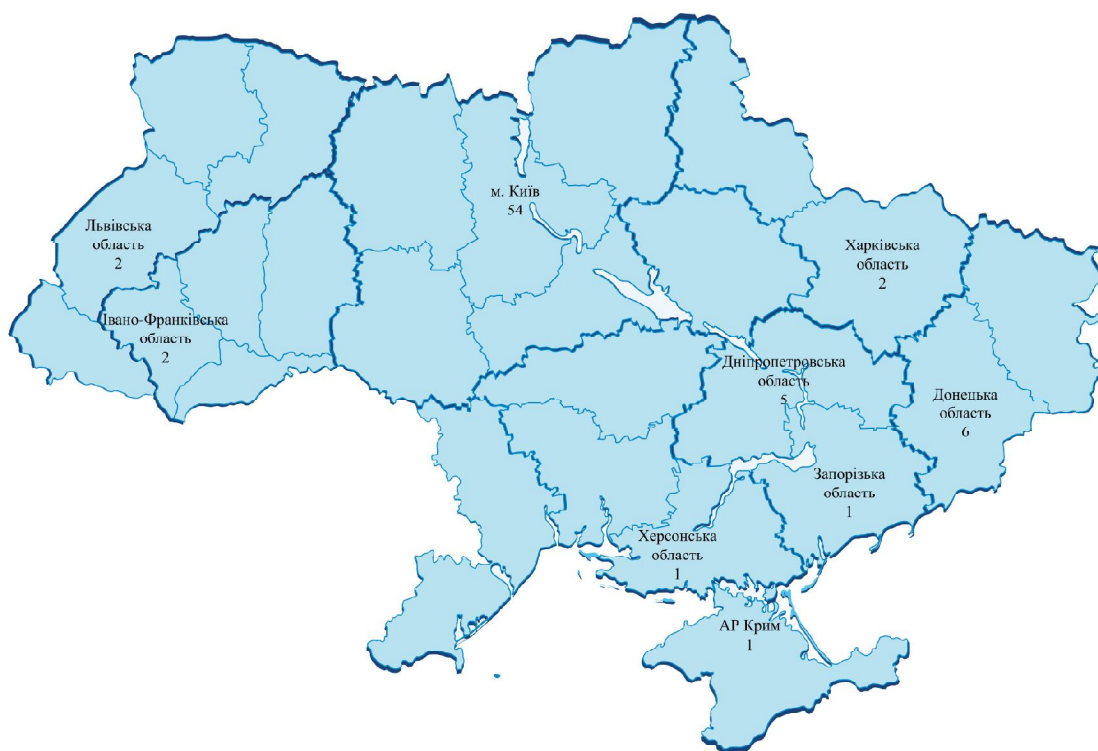 м. Київ
54
Львівська
область
2
Харківська
область
2
Івано-Франківська
область
2
Дніпропетровська
область
5
Донецька
область
6
Запорізька
область
1
Херсонська
область
1
АР Крим
1